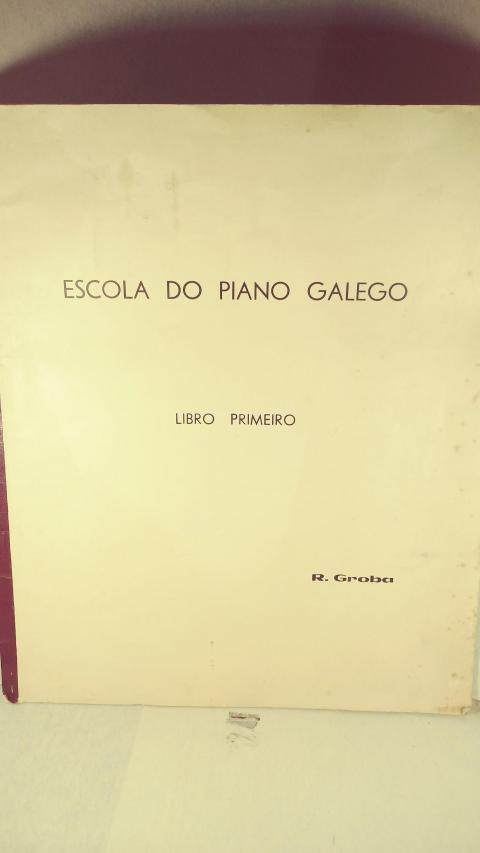 ESCOLA DO PIANO GALEGO
LIBRO PRIMEIRO
R. Groba